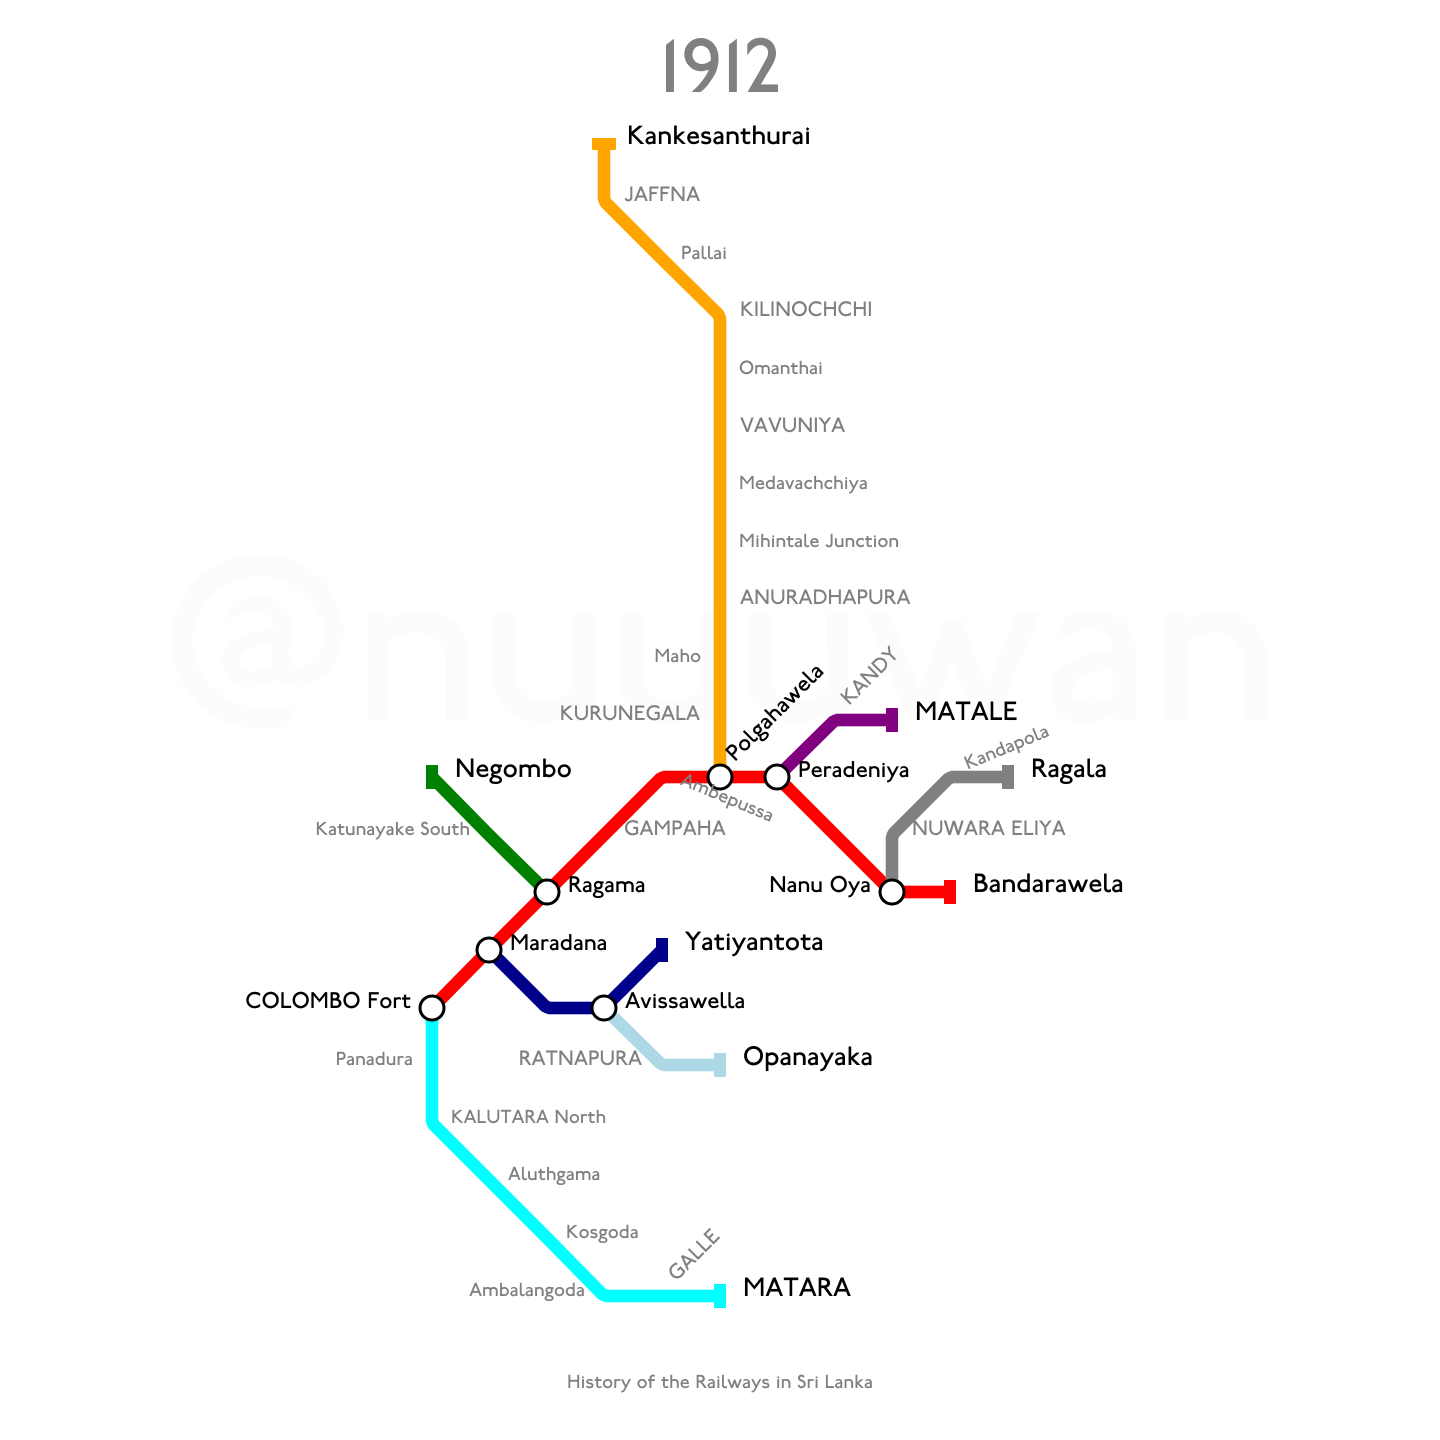 1912
Kankesanthurai
JAFFNA
Pallai
KILINOCHCHI
Omanthai
VAVUNIYA
Medavachchiya
Mihintale Junction
ANURADHAPURA
@nuuuwan
Maho
KURUNEGALA
Polgahawela
KANDY
MATALE
Kandapola
Negombo
Peradeniya
Ragala
Ambepussa
Katunayake South
GAMPAHA
NUWARA ELIYA
Ragama
Nanu Oya
Bandarawela
Maradana
Yatiyantota
COLOMBO Fort
Avissawella
Panadura
RATNAPURA
Opanayaka
KALUTARA North
Aluthgama
Kosgoda
GALLE
Ambalangoda
MATARA
History of the Railways in Sri Lanka